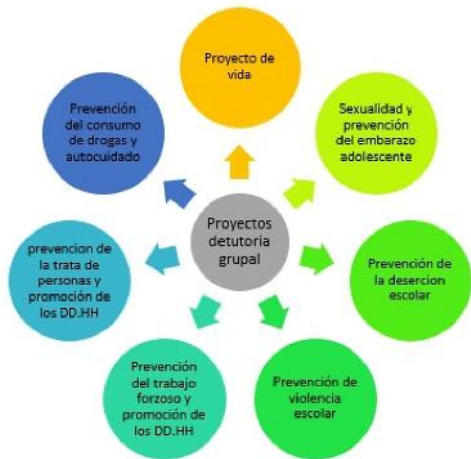 Proyecto de
vida
Sexualidad y
prevención
del embarazo
adolescente
Prevención de
la desercion
escolar
Prevención de
violencia
escolar
Prevención
del trabajo
forzoso y
promoción de
los DD.HH
prevencion de
la trata de
personas y
promoción de
los DD.HH
Prevención
del consumo
de drogas y
autocuidado
Proyectos
detutoria
grupal